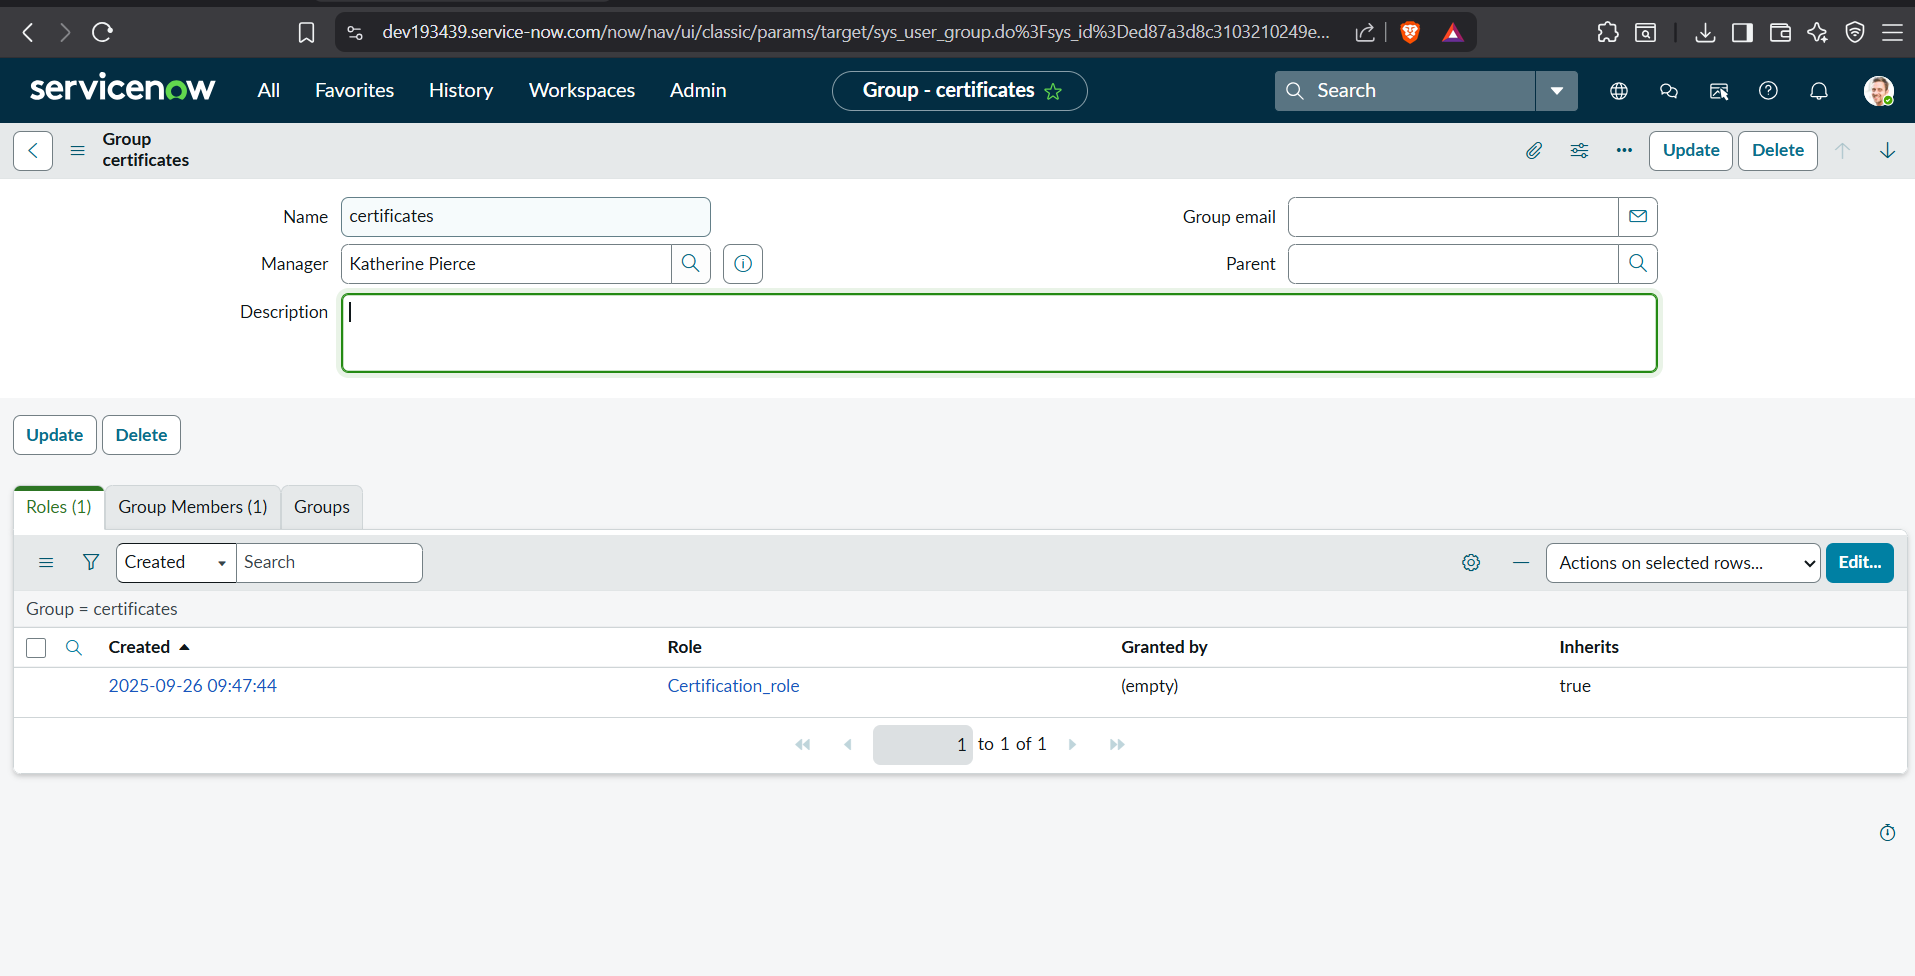 dev193439.service-now.com/now/nav/ui/classic/params/target/sys_user_group.do%3Fsys_id%3Ded87a3d8c3103210249e...
servicenow All Favorites History Workspaces Admin Group - certificates Search
Group
certificates
Update Delete
Name certificates Group email
Manager Katherine Pierce Parent
Description
Update Delete
Roles (1) Group Members (1) Groups
Created Search Actions on selected rows... Edit...
Group = certificates
Created Role Granted by Inherits
2025-09-26 09:47:44 Certification_role (empty) true
1 to 1 of 1